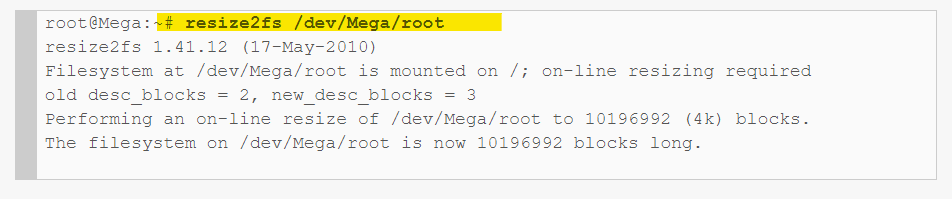 root@Mega:~# resize2fs /dev/Mega/root
resize2fs 1.41.12 (17-May-2010)
Filesystem at /dev/Mega/root is mounted on /; on-line resizing required
old desc_blocks = 2, new_desc_blocks = 3
Performing an on-line resize of /dev/Mega/root to 10196992 (4k) blocks.
The filesystem on /dev/Mega/root is now 10196992 blocks long.